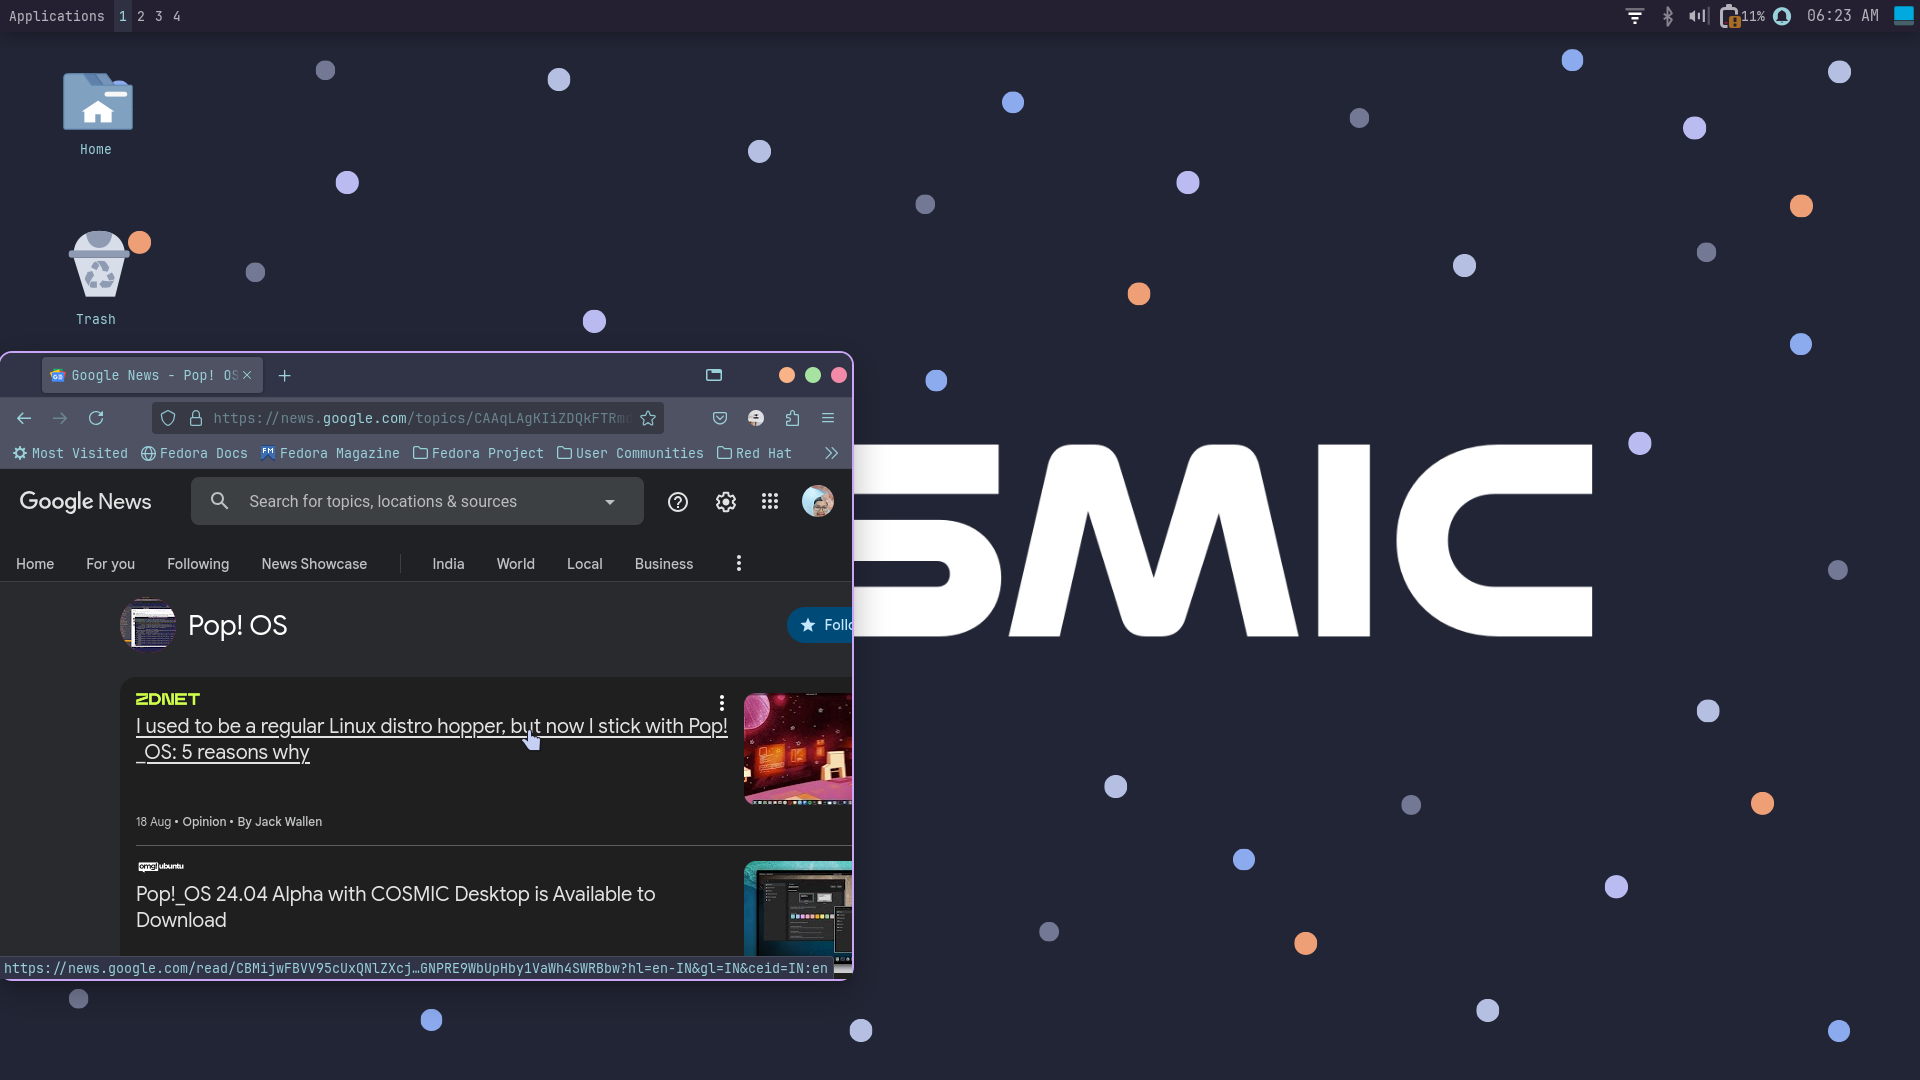 Applications 1 2 3 4
11% 06:23 AM
Home
Trash
Google News - Pop! OS
https://news.google.com/topics/CAAqLAgKIiZDQkFTRm
Most Visited Fedora Docs Fedora Magazine Fedora Project User Communities Red Hat
Google News Search for topics, locations & sources
Home For you Following News Showcase India World Local Business
Pop! OS
Follo
ZDNET
I used to be a regular Linux distro hopper, but now I stick with Pop!
_OS: 5 reasons why
18 Aug • Opinion • By Jack Wallen
omg! ubuntu
Pop!_OS 24.04 Alpha with COSMIC Desktop is Available to
Download
https://news.google.com/read/CBMijwFBVV95cUxQNlZXcj…GNPRE9WbUpHby1VaWh4SWRBbw?hl=en-IN&gl=IN&ceid=IN:en
SMIC